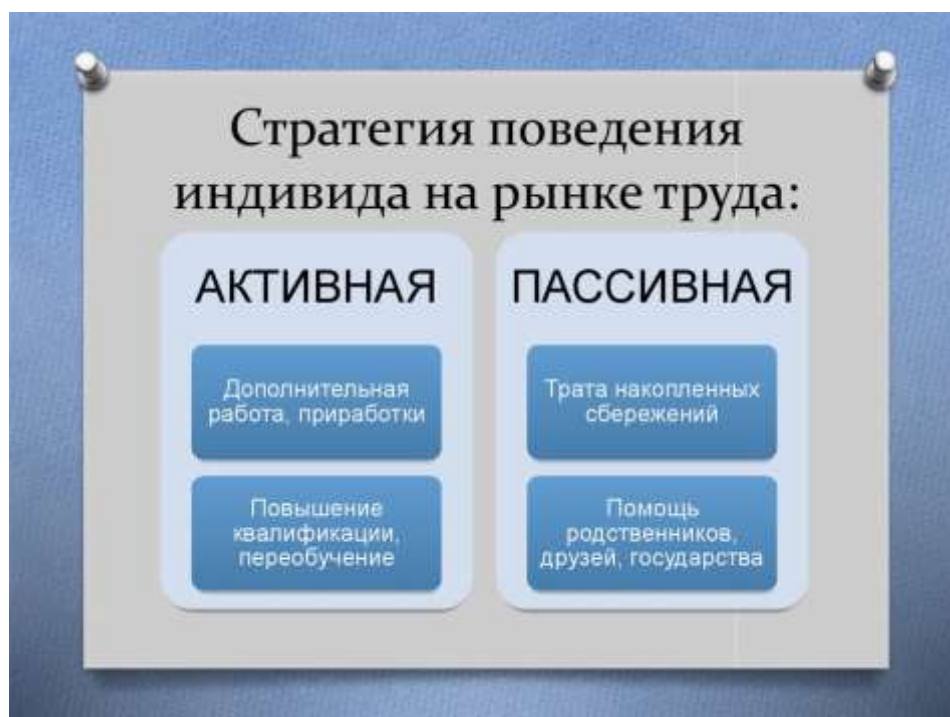 Стратегия поведения
индивида на рынке труда:
АКТИВНАЯ
Дополнительная
работа, приработки
Повышение
квалификации,
переобучение
ПАССИВНАЯ
Трата накопленных
сбережений
Помощь
родственников,
друзей, государства